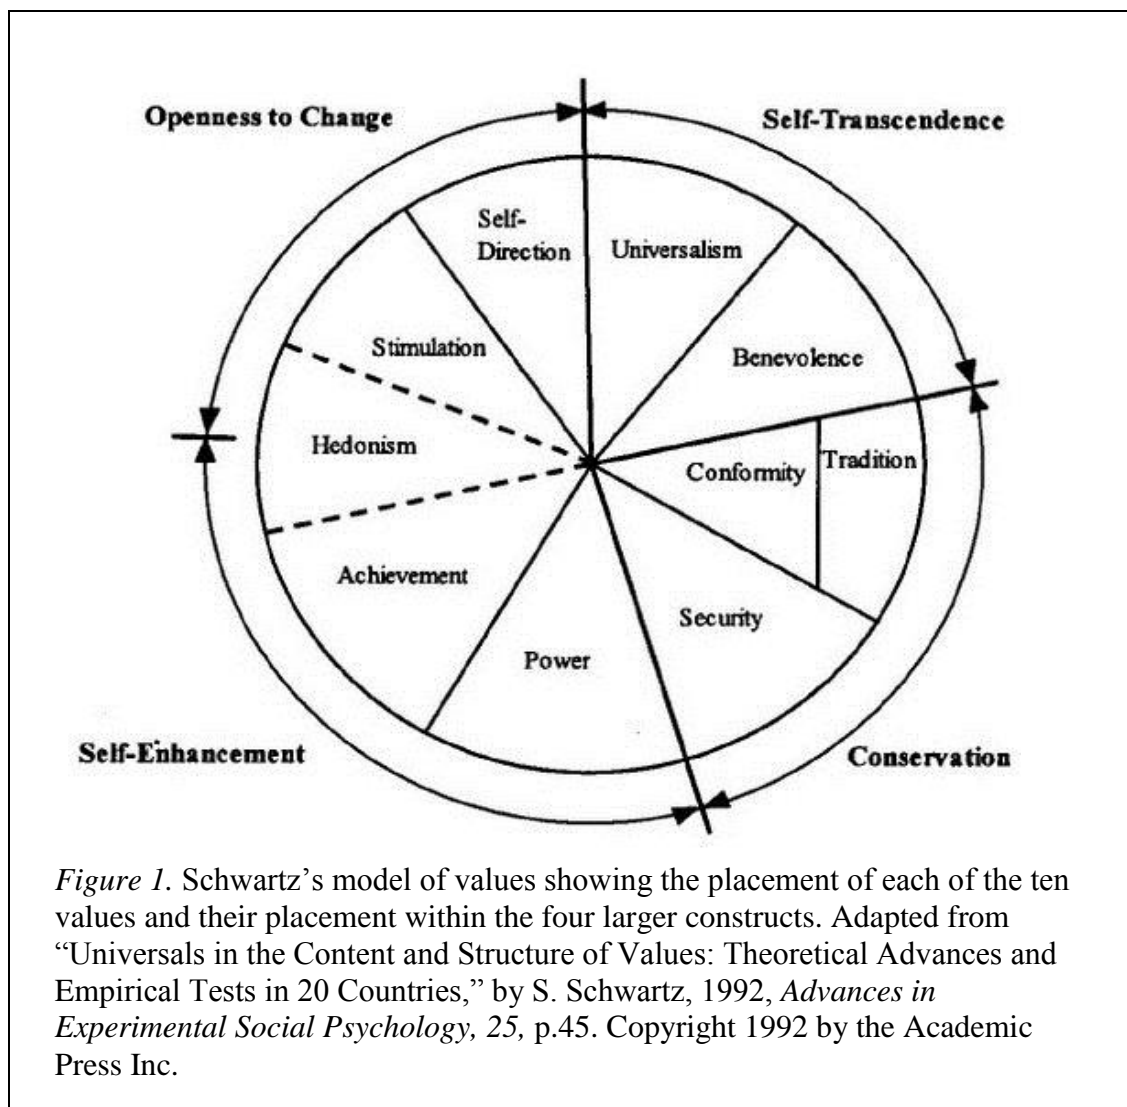 Openness to Change
Self-Transcendence
Self-
Direction
Universalism
Stimulation
Benevolence
Hedonism
Conformity
Tradition
Achievement
Security
Power
Self-Enhancement
Conservation
Figure 1. Schwartz’s model of values showing the placement of each of the ten
values and their placement within the four larger constructs. Adapted from
“Universals in the Content and Structure of Values: Theoretical Advances and
Empirical Tests in 20 Countries,” by S. Schwartz, 1992, Advances in
Experimental Social Psychology, 25, p.45. Copyright 1992 by the Academic
Press Inc.